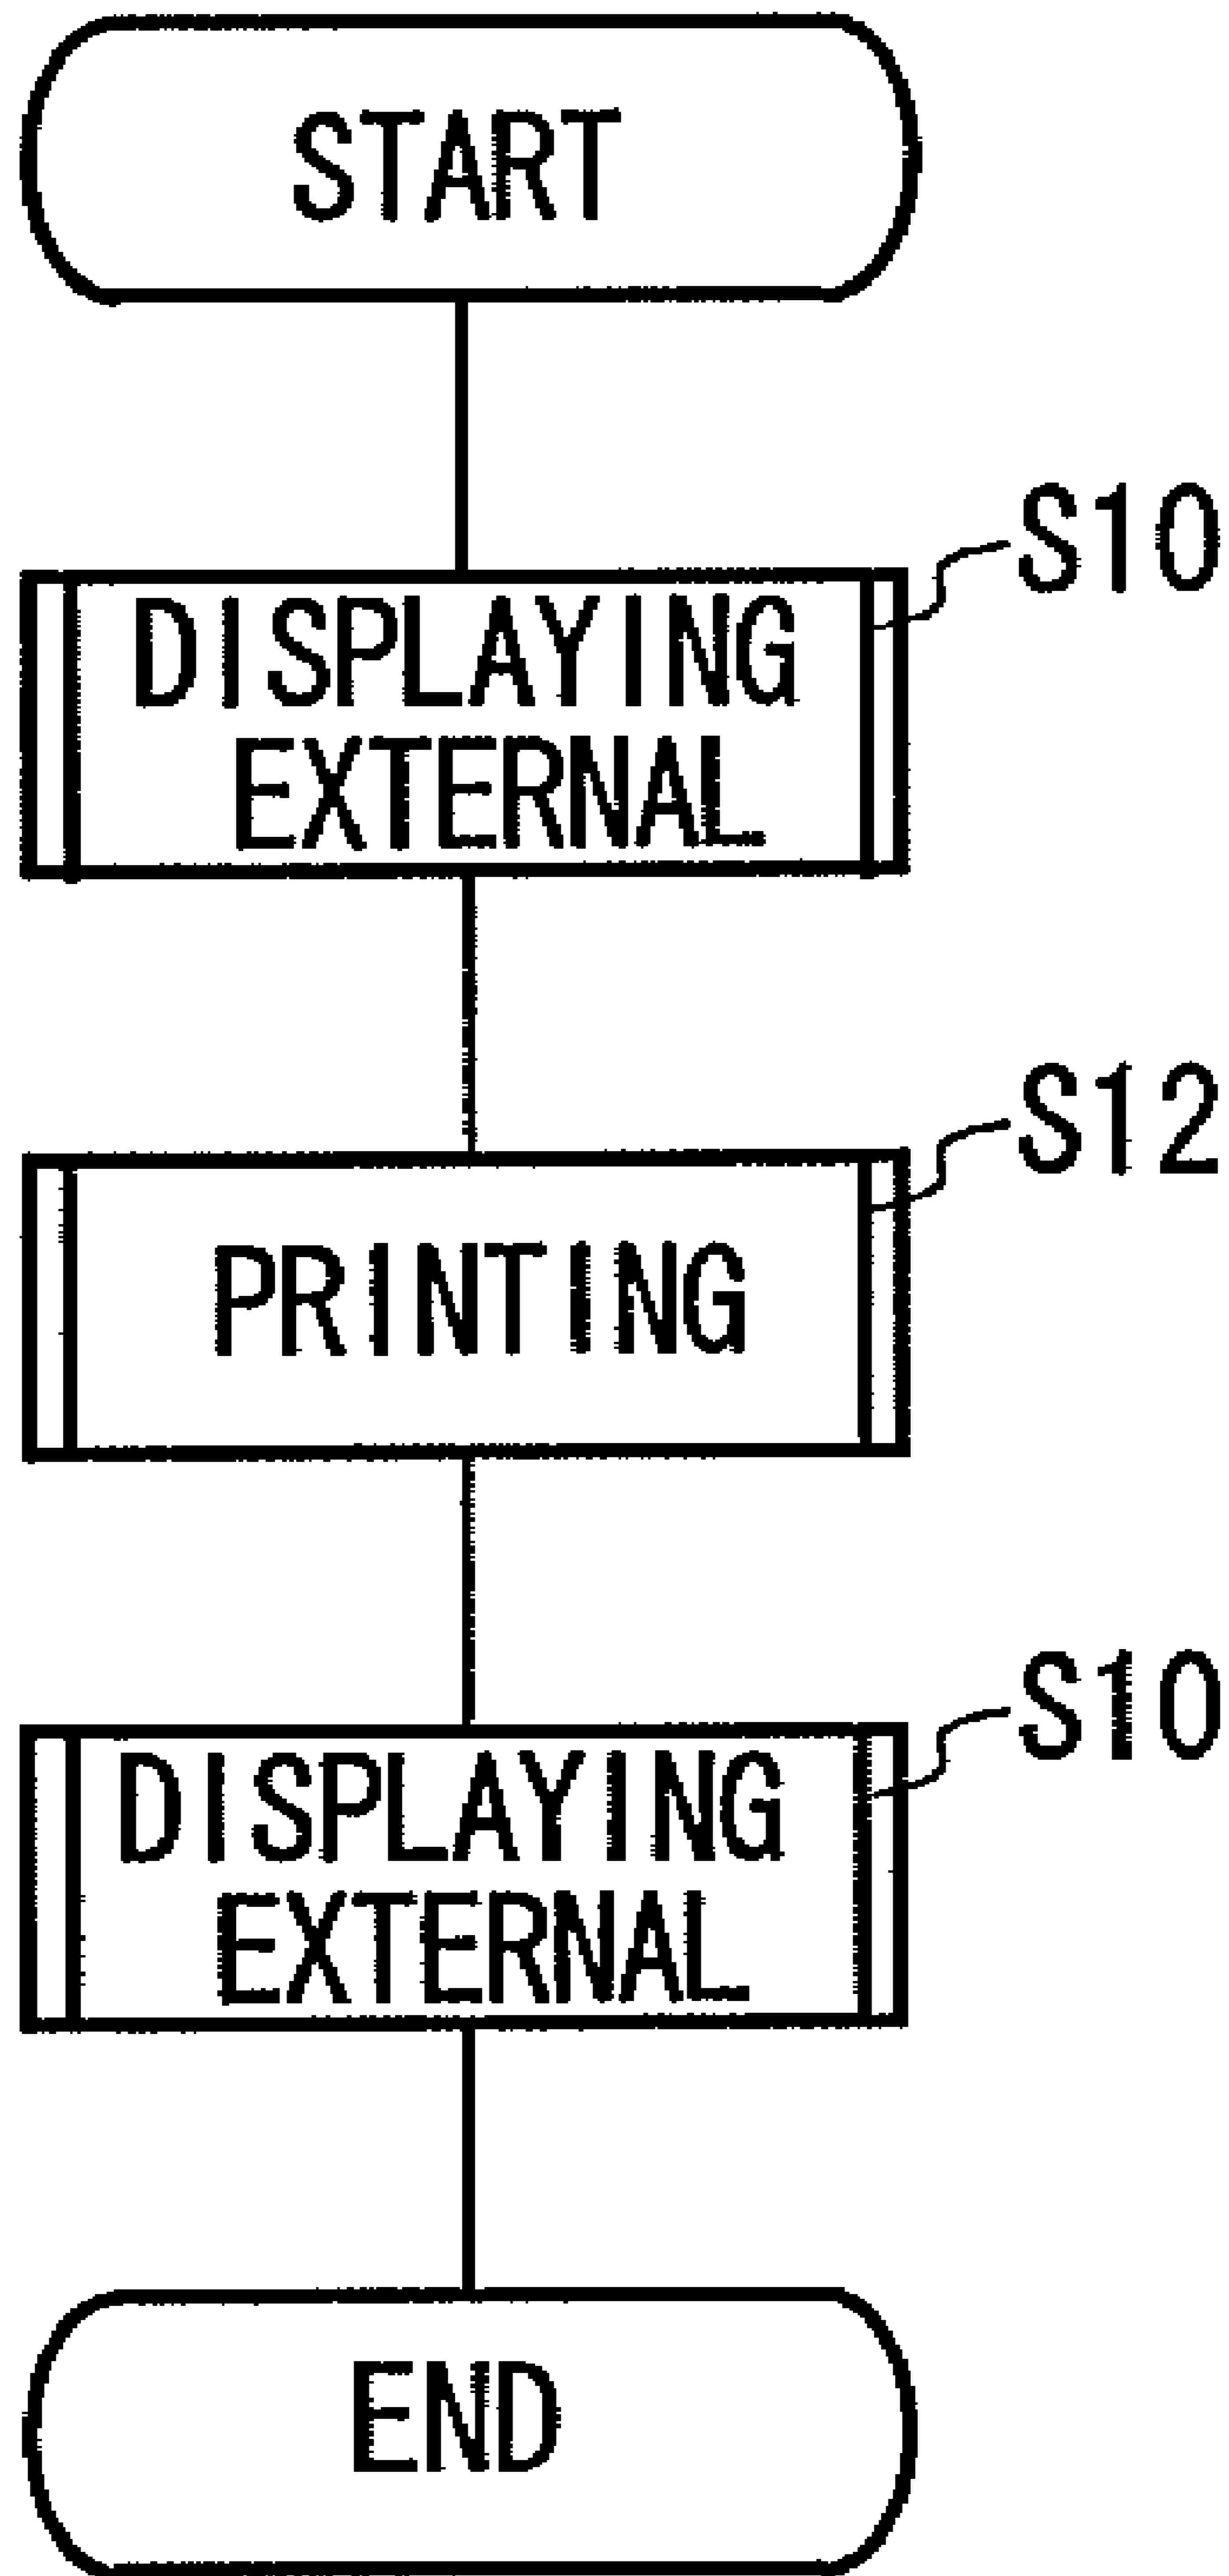 START
S10
DISPLAYING
EXTERNAL
S12
PRINTING
S10
DISPLAYING
EXTERNAL
END